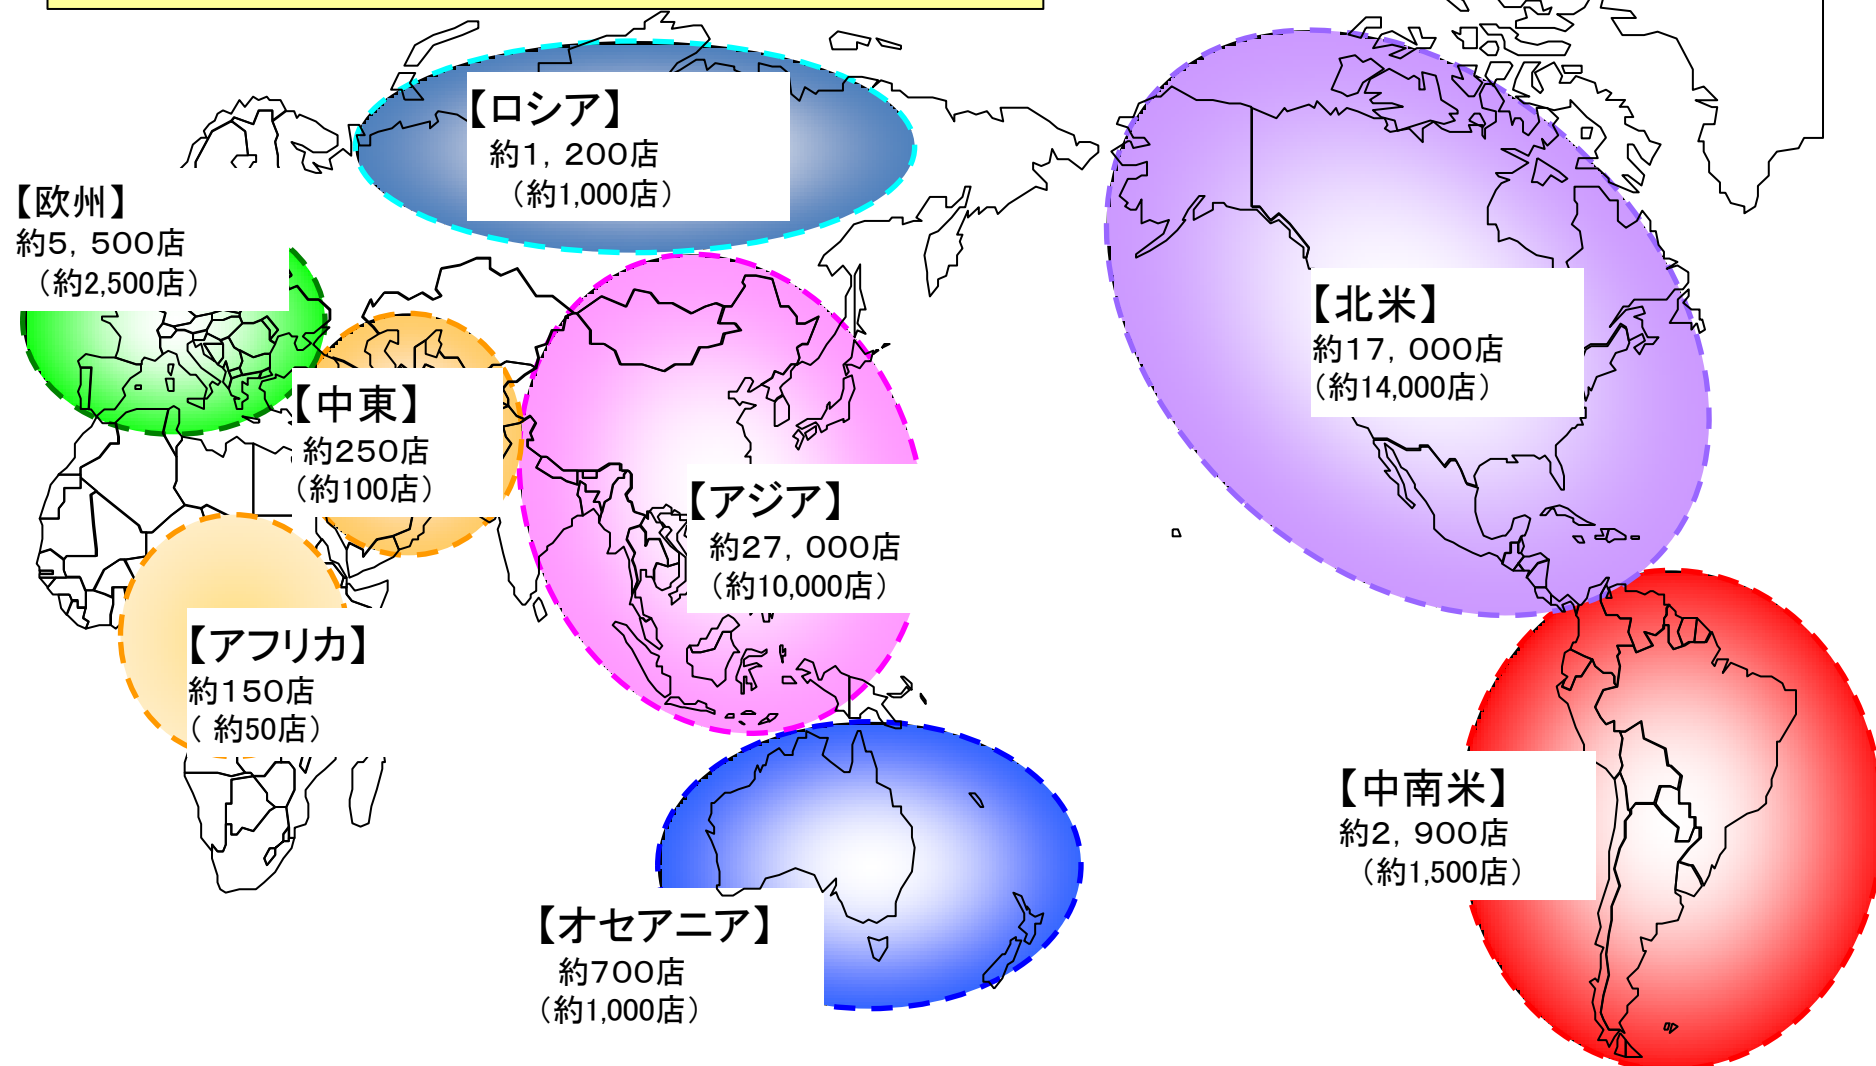 【ロシア】
約1，200店
（約1,000店）
【欧州】
約5，500店
（約2,500店）
【北米】
約17，000店
（約14,000店）
【中東】
約250店
（約100店）
【アジア】
約27，000店
（約10,000店）
【アフリカ】
約150店
（ 約50店）
【中南米】
約2，900店
（約1,500店）
【オセアニア】
約700店
（約1,000店）